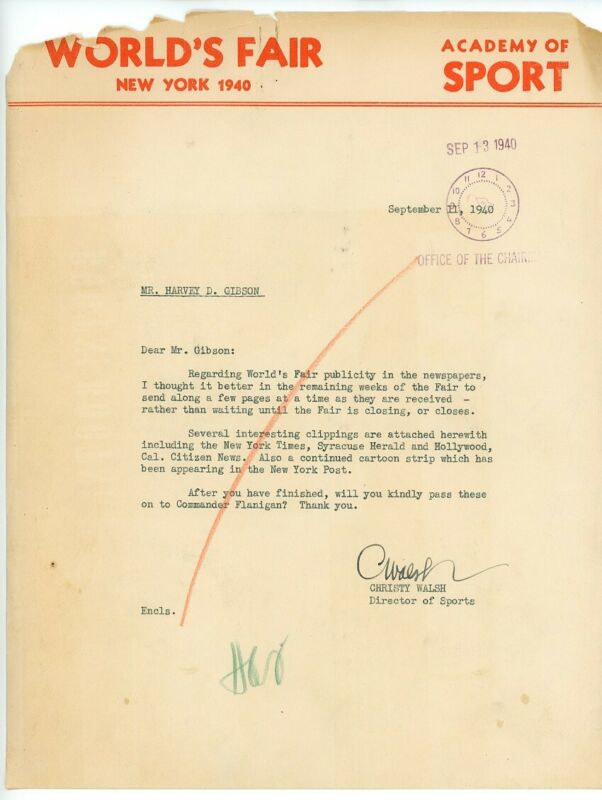 WORLD'S FAIR
NEW YORK 1940
ACADEMY OF
SPORT
SEP 13 1940
September 11, 1940
OFFICE OF THE CHAIR
MR. HARVEY D. GIBSON
Dear Mr. Gibson:
Regarding World's Fair publicity in the newspapers,
I thought it better in the remaining weeks of the Fair to
send along a few pages at a time as they are received -
rather than waiting until the Fair is closing, or closes.
Several interesting clippings are attached herewith
including the New York Times, Syracuse Herald and Hollywood,
Cal. Citizen News. Also a continued cartoon strip which has
been appearing in the New York Post.
After you have finished, will you kindly pass these
on to Commander Flanigan? Thank you.
CWalsh
CHRISTY WALSH
Director of Sports
Encls.